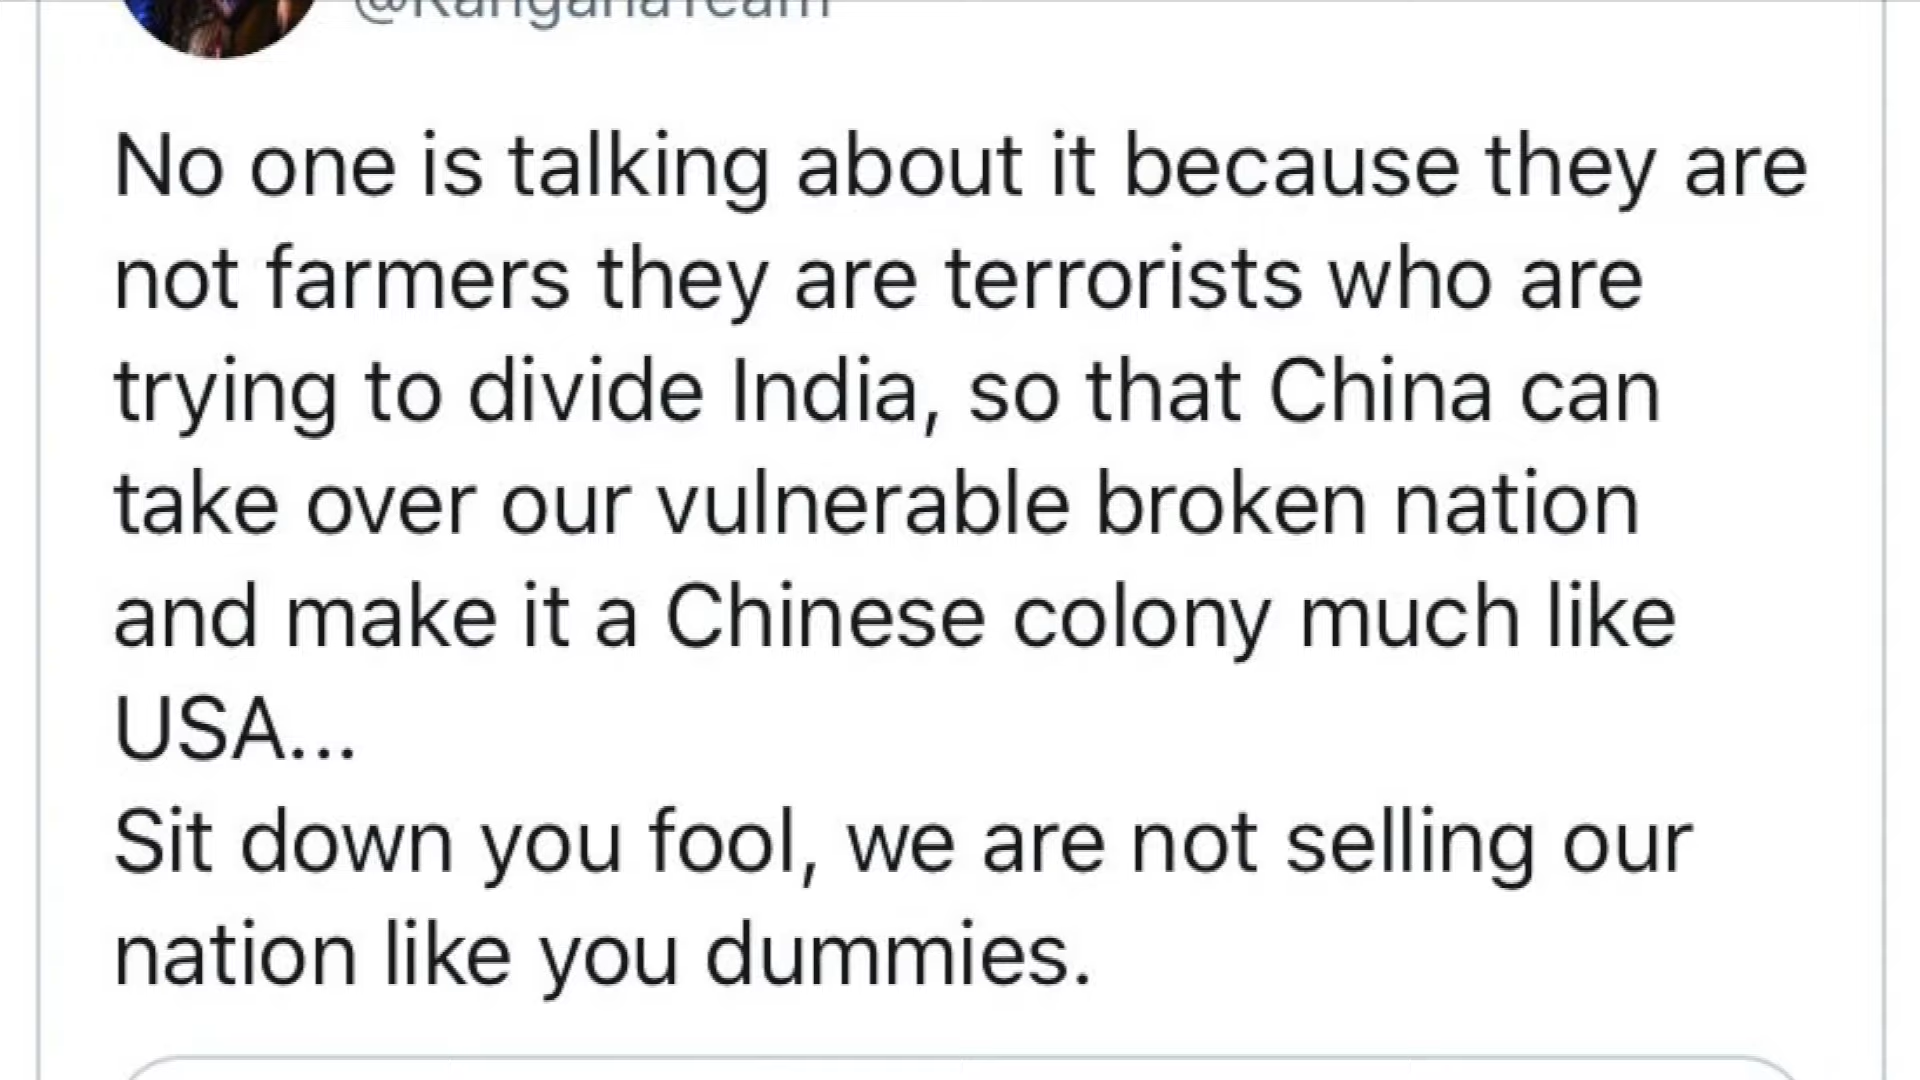 @KanganaTeam
No one is talking about it because they are
not farmers they are terrorists who are
trying to divide India, so that China can
take over our vulnerable broken nation
and make it a Chinese colony much like
USA...
Sit down you fool, we are not selling our
nation like you dummies.